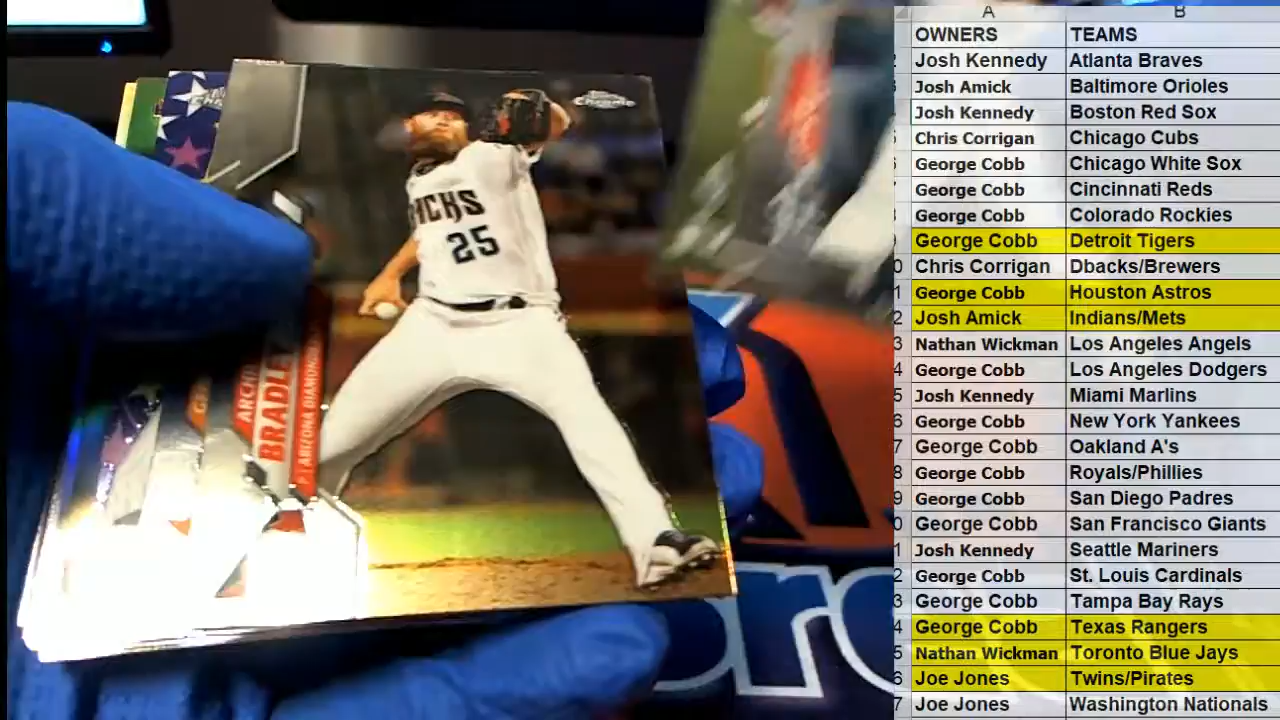 A B
OWNERS TEAMS
Josh Kennedy Atlanta Braves
Josh Amick Baltimore Orioles
Josh Kennedy Boston Red Sox
Chris Corrigan Chicago Cubs
George Cobb Chicago White Sox
George Cobb Cincinnati Reds
George Cobb Colorado Rockies
George Cobb Detroit Tigers
Chris Corrigan Dbacks/Brewers
George Cobb Houston Astros
Josh Amick Indians/Mets
Nathan Wickman Los Angeles Angels
George Cobb Los Angeles Dodgers
Josh Kennedy Miami Marlins
George Cobb New York Yankees
George Cobb Oakland A's
George Cobb Royals/Phillies
George Cobb San Diego Padres
George Cobb San Francisco Giants
Josh Kennedy Seattle Mariners
George Cobb St. Louis Cardinals
George Cobb Tampa Bay Rays
George Cobb Texas Rangers
Nathan Wickman Toronto Blue Jays
Joe Jones Twins/Pirates
Joe Jones Washington Nationals
CHROME
ICKS
25
ARCHI
BRADLEY
ARIZONA DIAMOND